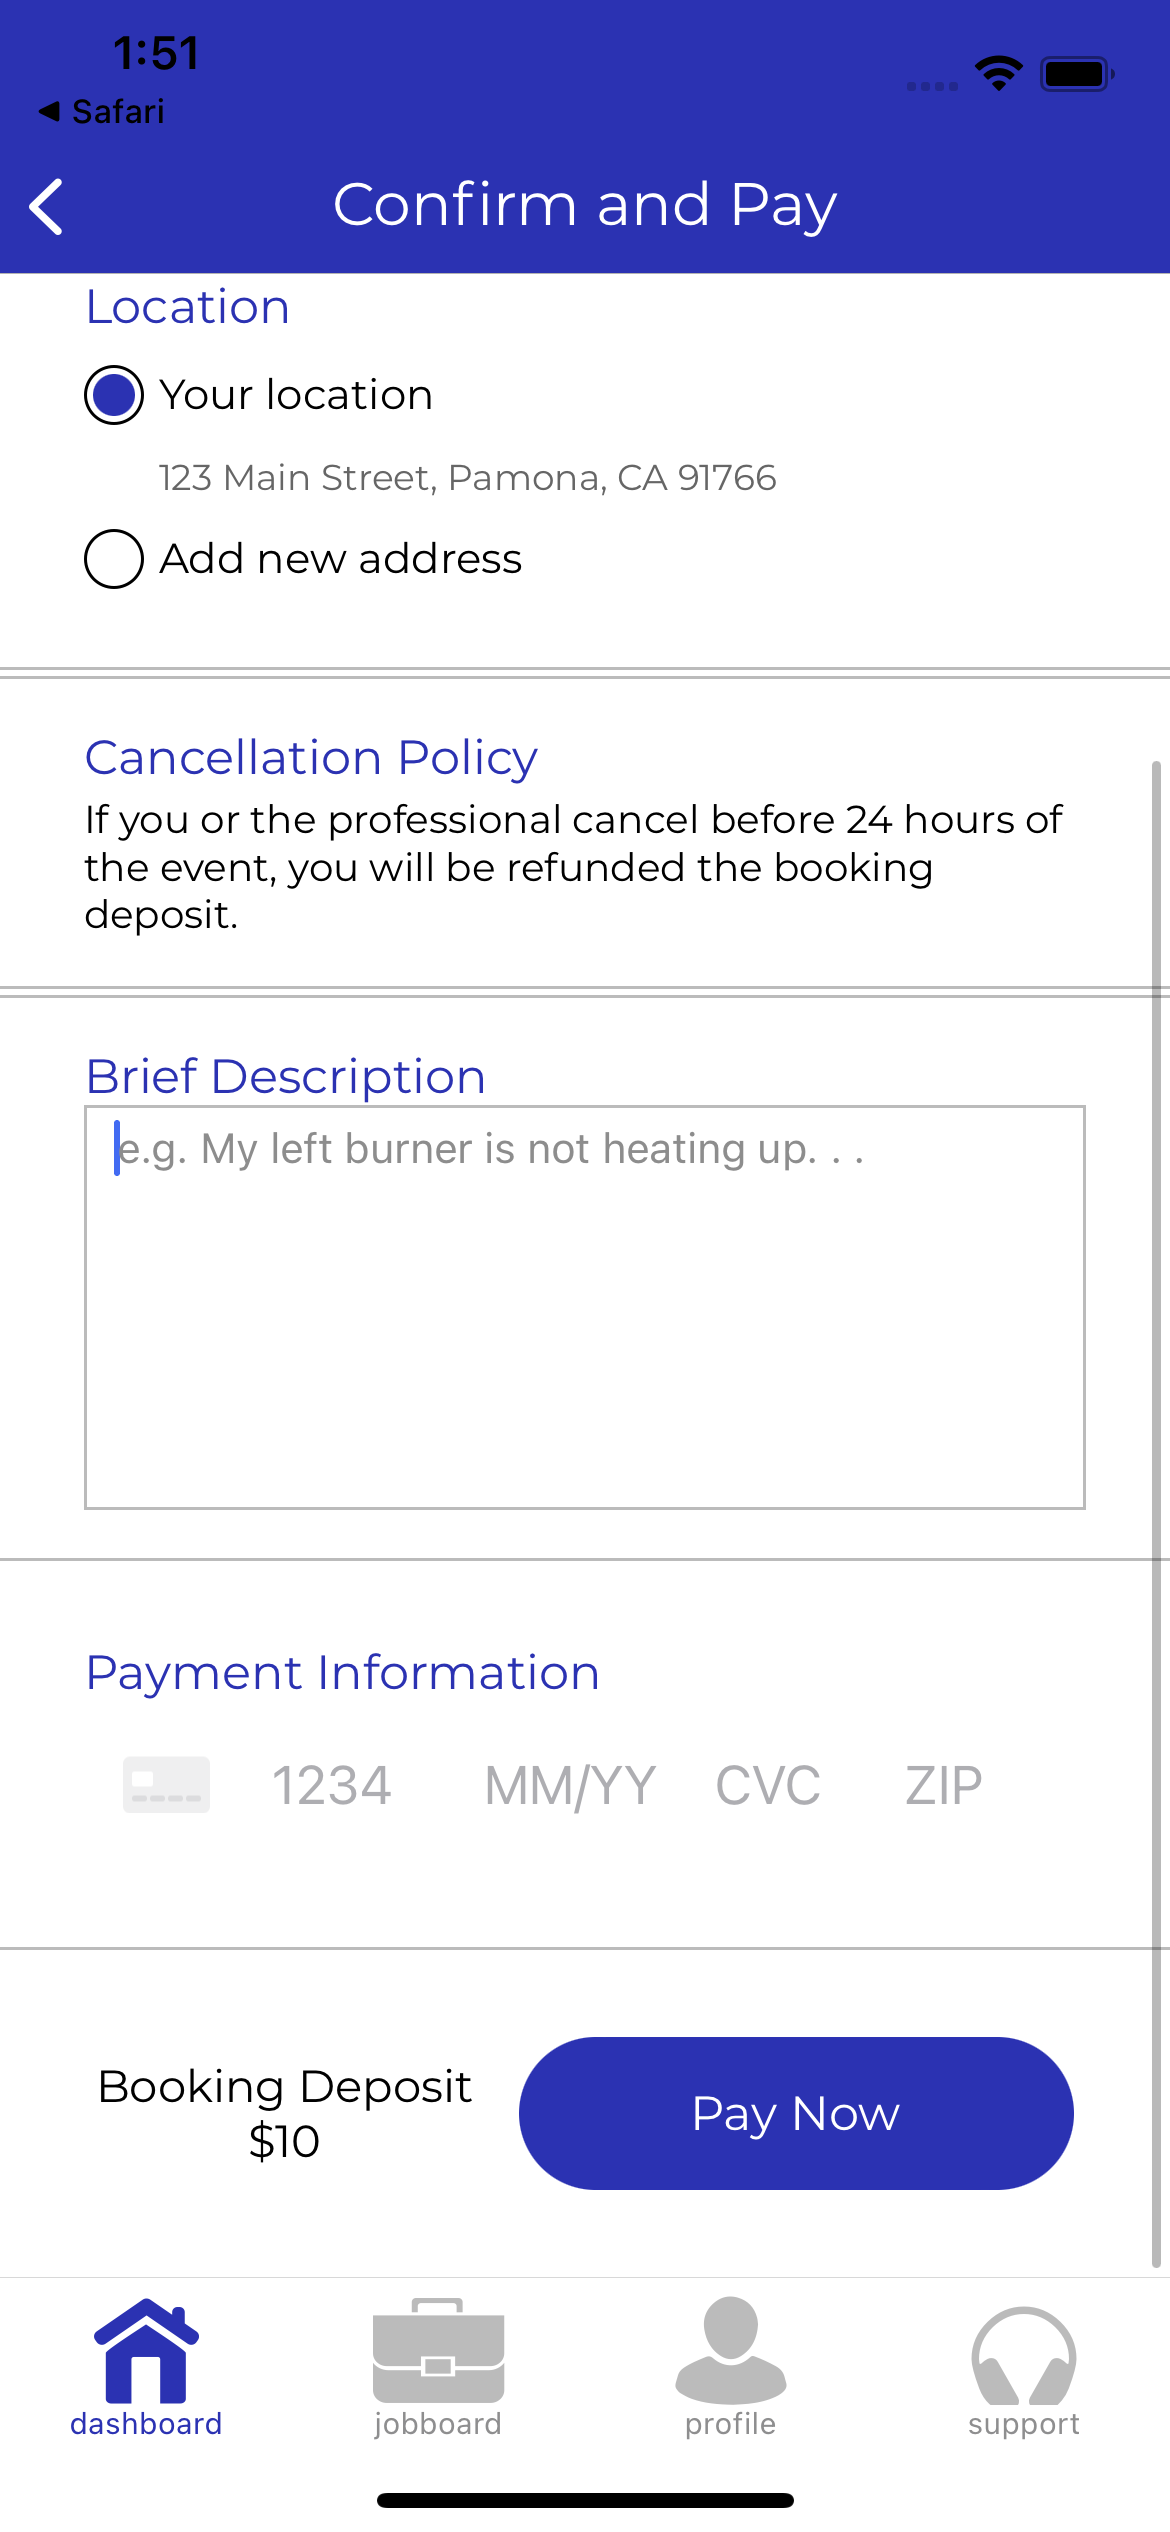 1:51
Safari
Confirm and Pay
Location
Your location
123 Main Street, Pamona, CA 91766
Add new address
Cancellation Policy
If you or the professional cancel before 24 hours of
the event, you will be refunded the booking
deposit.
Brief Description
e.g. My left burner is not heating up. . .
Payment Information
1234 MM/YY CVC ZIP
Booking Deposit
$10
Pay Now
dashboard jobboard profile support